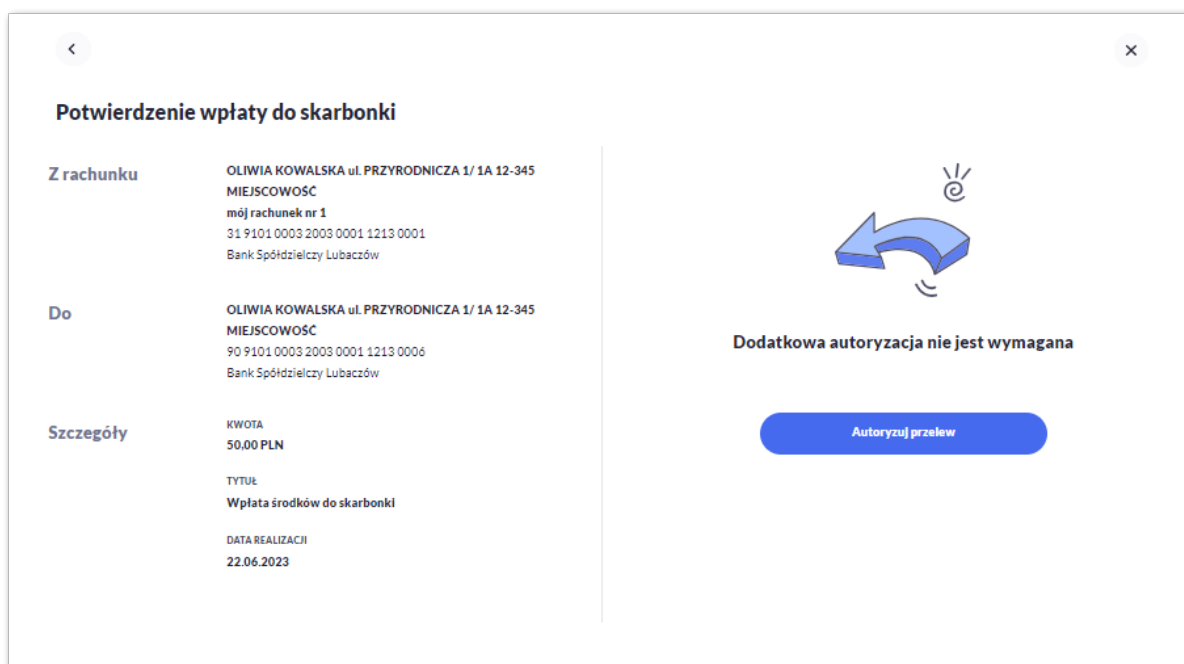 Potwierdzenie wpłaty do skarbonki
Z rachunku
OLIWIA KOWALSKA ul. PRZYRODNICZA 1/ 1A 12-345
MIEJSCOWOŚĆ
mój rachunek nr 1
31 9101 0003 2003 0001 1213 0001
Bank Spółdzielczy Lubaczów
Do
OLIWIA KOWALSKA ul. PRZYRODNICZA 1/ 1A 12-345
MIEJSCOWOŚĆ
90 9101 0003 2003 0001 1213 0006
Bank Spółdzielczy Lubaczów
Szczegóły
KWOTA
50,00 PLN
TYTUŁ
Wpłata środków do skarbonki
DATA REALIZACJI
22.06.2023
Dodatkowa autoryzacja nie jest wymagana
Autoryzuj przelew